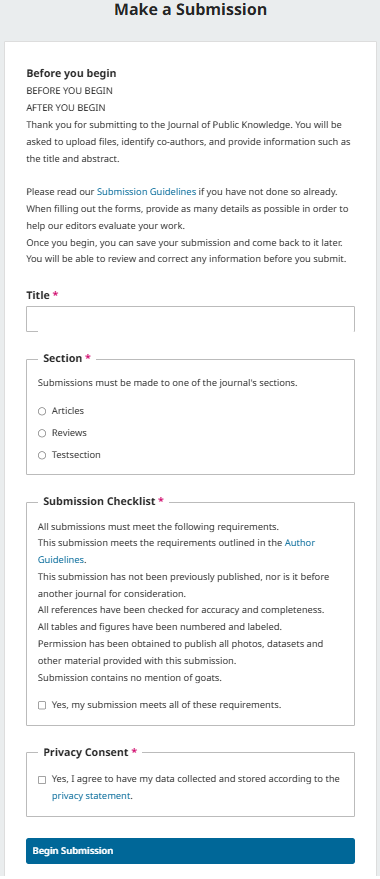 Make a Submission
Before you begin
BEFORE YOU BEGIN
AFTER YOU BEGIN
Thank you for submitting to the Journal of Public Knowledge. You will be
asked to upload files, identify co-authors, and provide information such as
the title and abstract.
Please read our Submission Guidelines if you have not done so already.
When filling out the forms, provide as many details as possible in order to
help our editors evaluate your work.
Once you begin, you can save your submission and come back to it later.
You will be able to review and correct any information before you submit.
Title *
Section *
Submissions must be made to one of the journal's sections.
Articles
Reviews
Testsection
Submission Checklist *
All submissions must meet the following requirements.
This submission meets the requirements outlined in the Author
Guidelines.
This submission has not been previously published, nor is it before
another journal for consideration.
All references have been checked for accuracy and completeness.
All tables and figures have been numbered and labeled.
Permission has been obtained to publish all photos, datasets and
other material provided with this submission.
Submission contains no mention of goats.
Yes, my submission meets all of these requirements.
Privacy Consent *
Yes, I agree to have my data collected and stored according to the
privacy statement.
Begin Submission